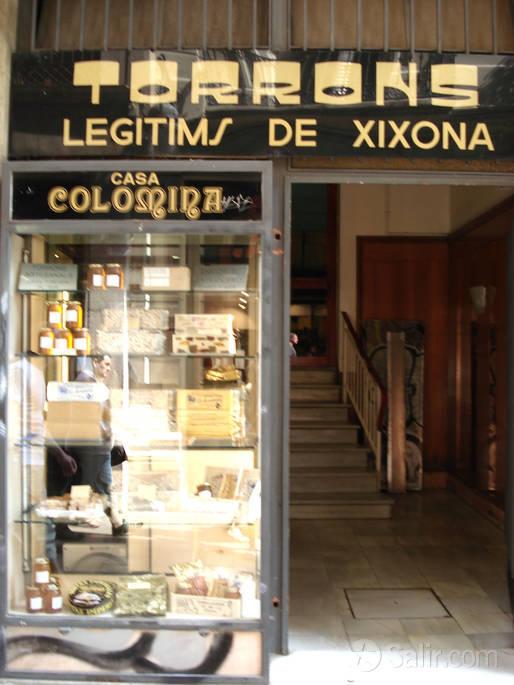 TORRONS
LEGITIMS DE XIXONA
CASA
COLOMINA
Salir.com